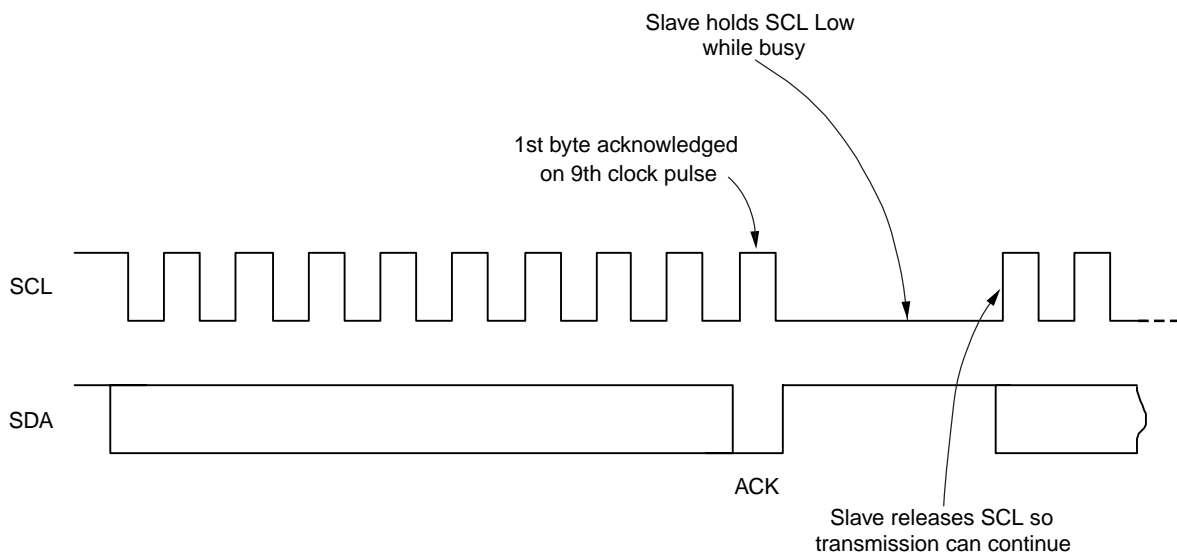 Slave holds SCL Low
while busy
1st byte acknowledged
on 9th clock pulse
SCL
SDA
ACK
Slave releases SCL so
transmission can continue